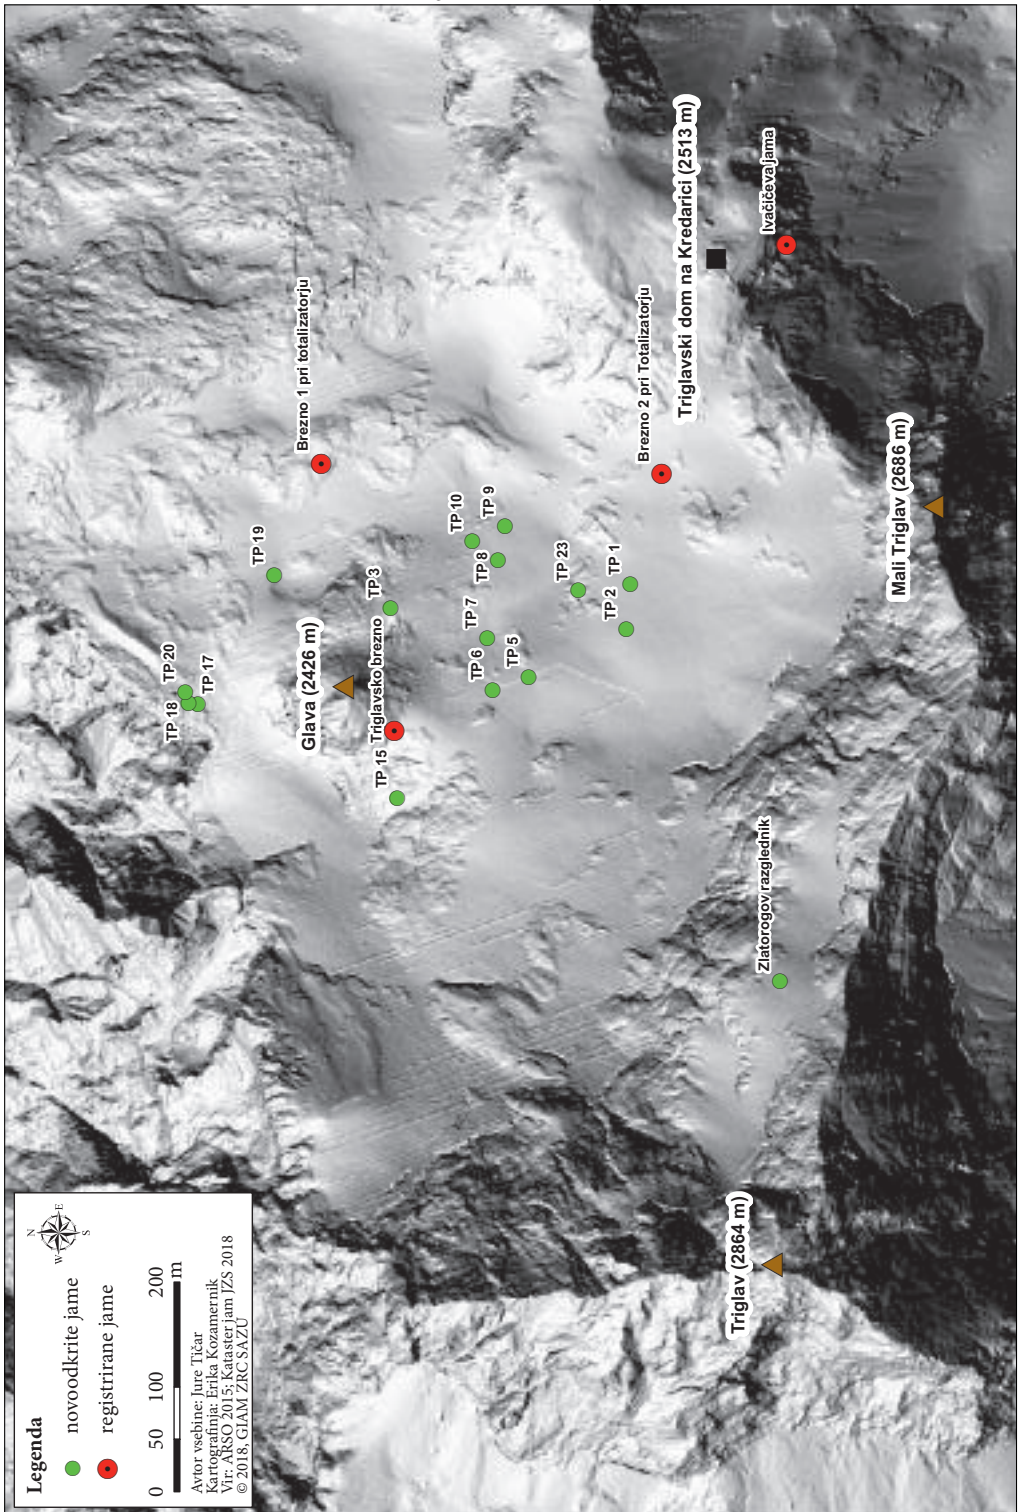 Legenda
novoodkrite jame
registrirane jame
N
W
E
S
0 50 100 200
m
Avtor vsebine: Jure Tičar
Kartografinja: Erika Kozamernik
Vir: ARSO 2015; Kataster jam JZS 2018
© 2018, GIAM ZRC SAZU
TP 18
TP 20
TP 17
TP 19
Brezno 1 pri totalizatorju
Glava (2426 m)
TP 15
Triglavsko brezno
TP 3
TP 6
TP 7
TP 5
TP 8
TP 10
TP 9
TP 23
TP 2
TP 1
Brezno 2 pri Totalizatorju
Triglavski dom na Kredarici (2513 m)
Ivačičeva jama
Triglav (2864 m)
Zlatorogov razglednik
Mali Triglav (2686 m)